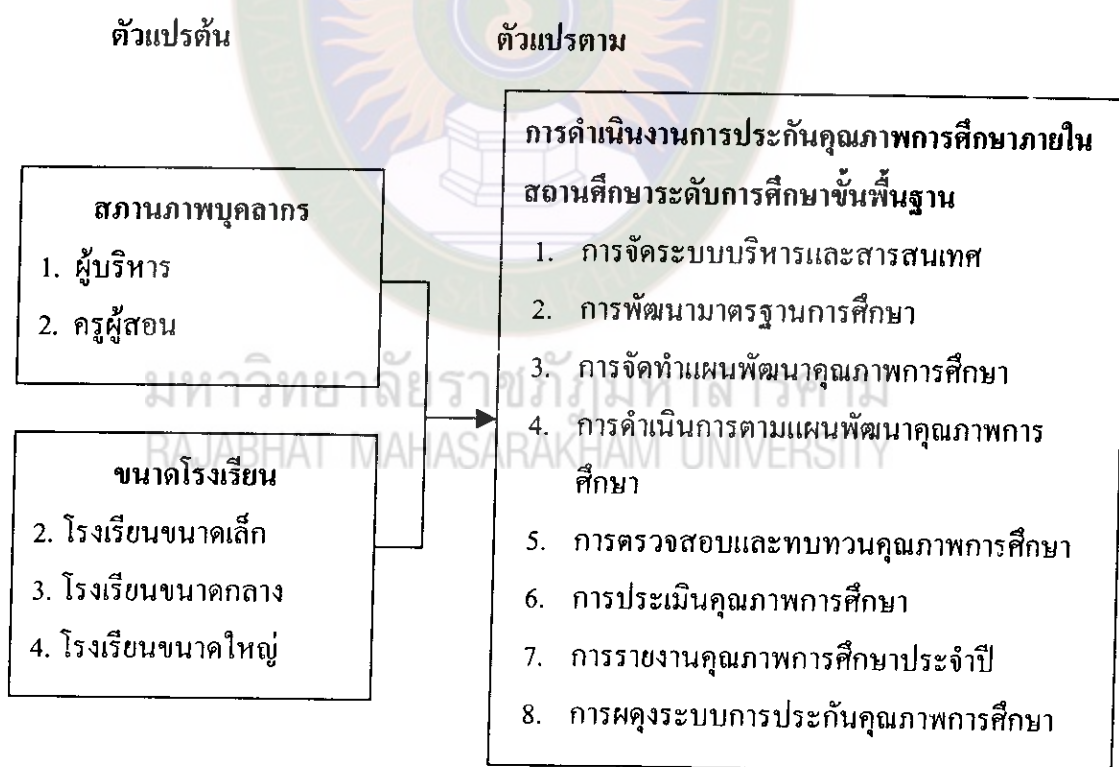 ตัวแปรต้น
ตัวแปรตาม
สภานภาพบุคลากร
1. ผู้บริหาร
2. ครูผู้สอน
ขนาดโรงเรียน
2. โรงเรียนขนาดเล็ก
3. โรงเรียนขนาดกลาง
4. โรงเรียนขนาดใหญ่
การดำเนินงานการประกันคุณภาพการศึกษาภายใน
สถานศึกษาระดับการศึกษาขั้นพื้นฐาน
1. การจัดระบบบริหารและสารสนเทศ
2. การพัฒนามาตรฐานการศึกษา
3. การจัดทำแผนพัฒนาคุณภาพการศึกษา
4. การดำเนินการตามแผนพัฒนาคุณภาพการ
ศึกษา
5. การตรวจสอบและทบทวนคุณภาพการศึกษา
6. การประเมินคุณภาพการศึกษา
7. การรายงานคุณภาพการศึกษาประจำปี
8. การผดุงระบบการประกันคุณภาพการศึกษา
มหาวิทยาลัยราชภัฏมหาสารคาม
RAJABHAT MAHASARAKHAM UNIVERSITY